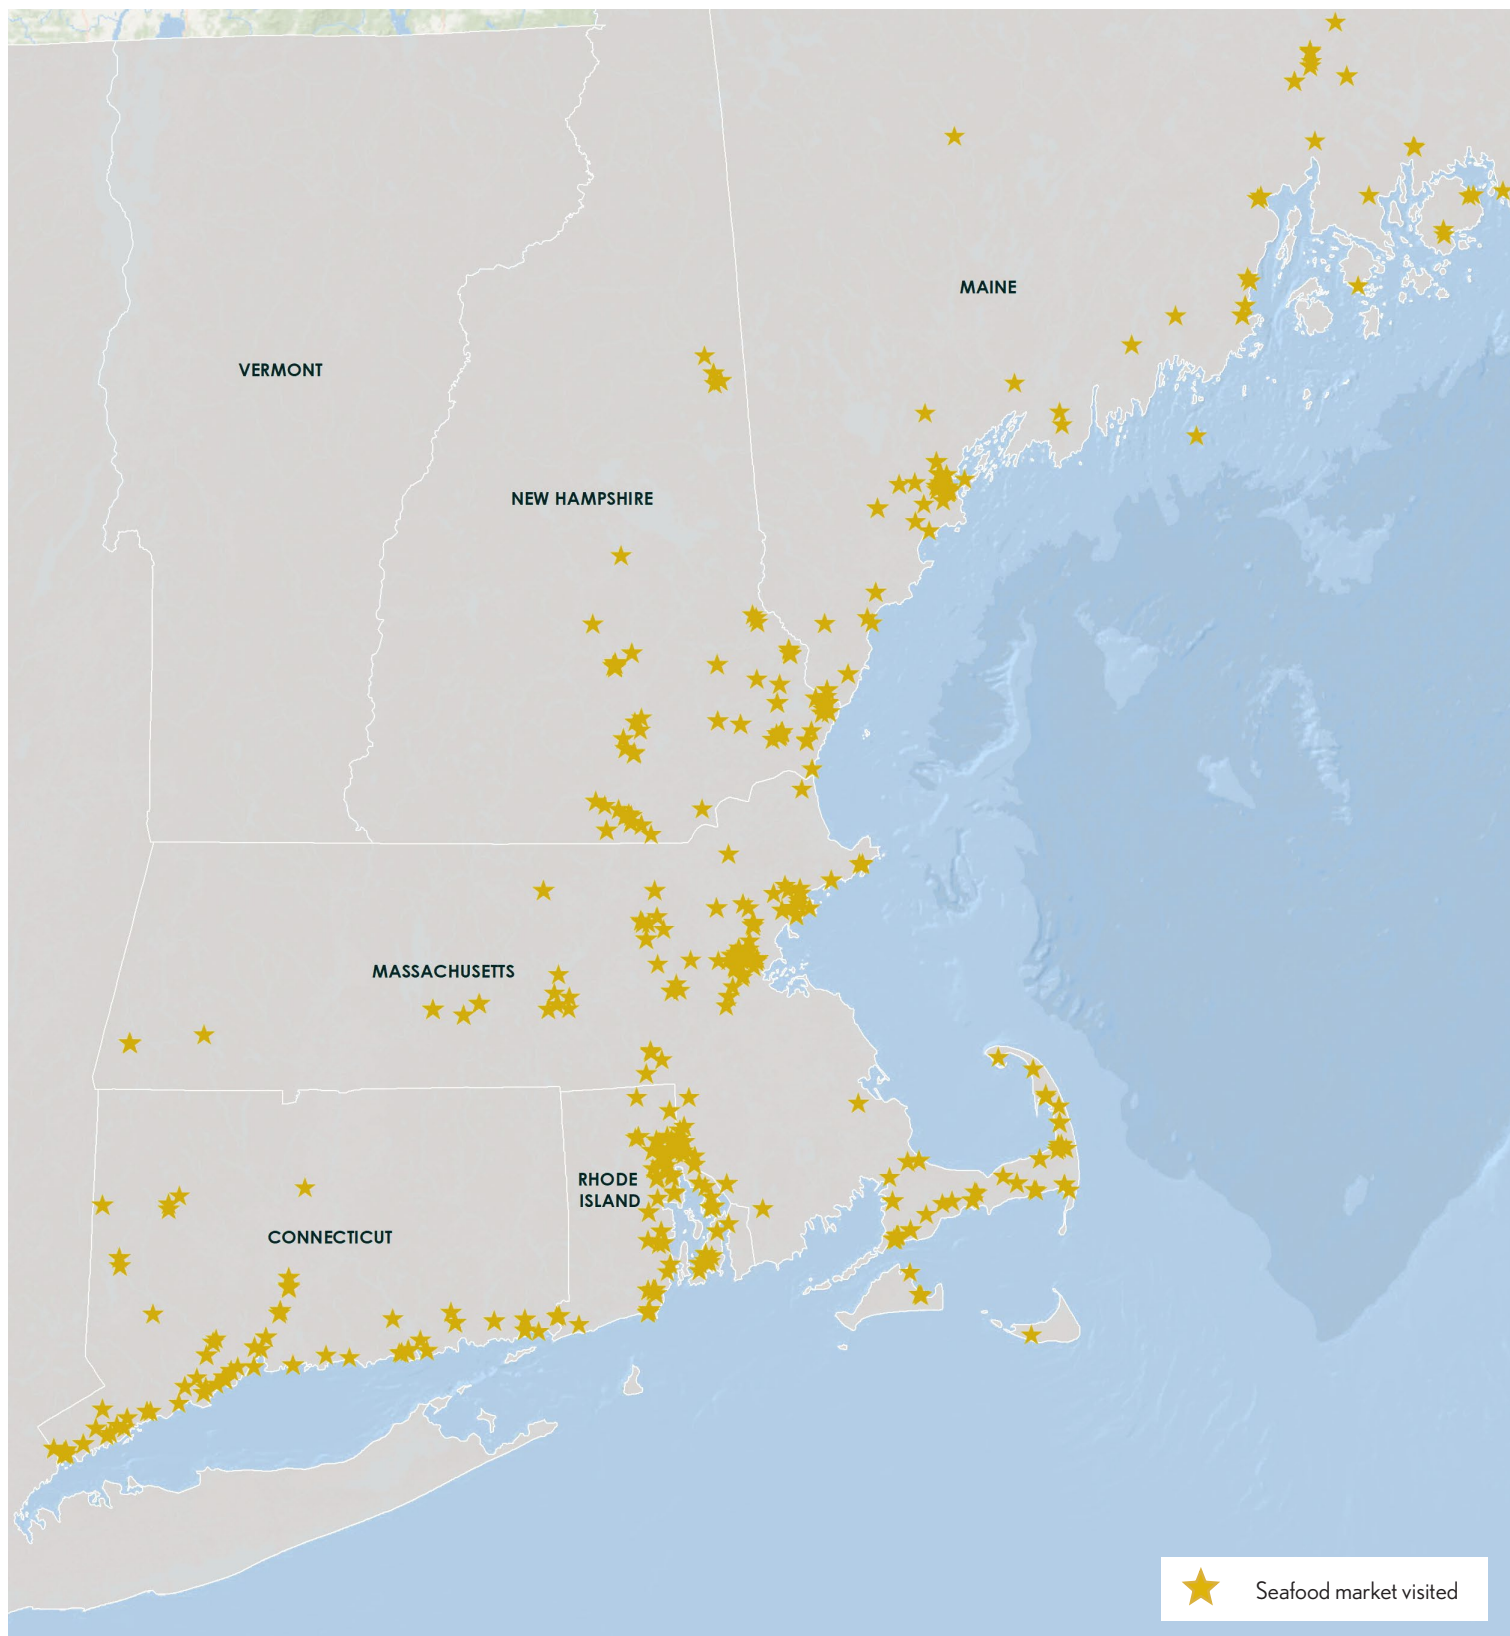 MAINE
VERMONT
NEW HAMPSHIRE
MASSACHUSETTS
RHODE
ISLAND
CONNECTICUT
Seafood market visited